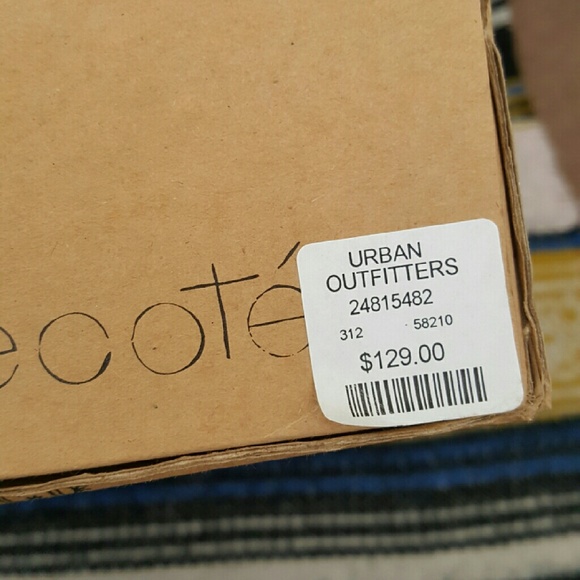 ecoté
URBAN
OUTFITTERS
24815482
312 58210
$129.00